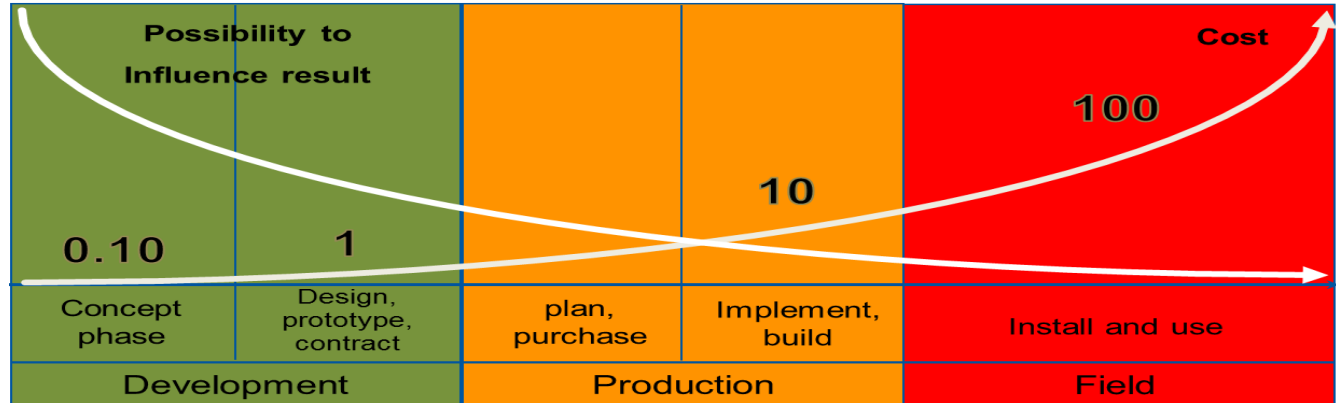 Possibility to
Influence result
Cost
100
10
0.10
1
Concept
phase
Design,
prototype,
contract
plan,
purchase
Implement,
build
Install and use
Development
Production
Field